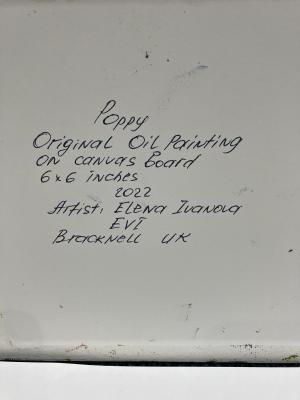 Poppy
Original Oil Painting
on canvas board
6x6 inches
2022
Artist: Elena Ivanova
EVI
Bracknell UK